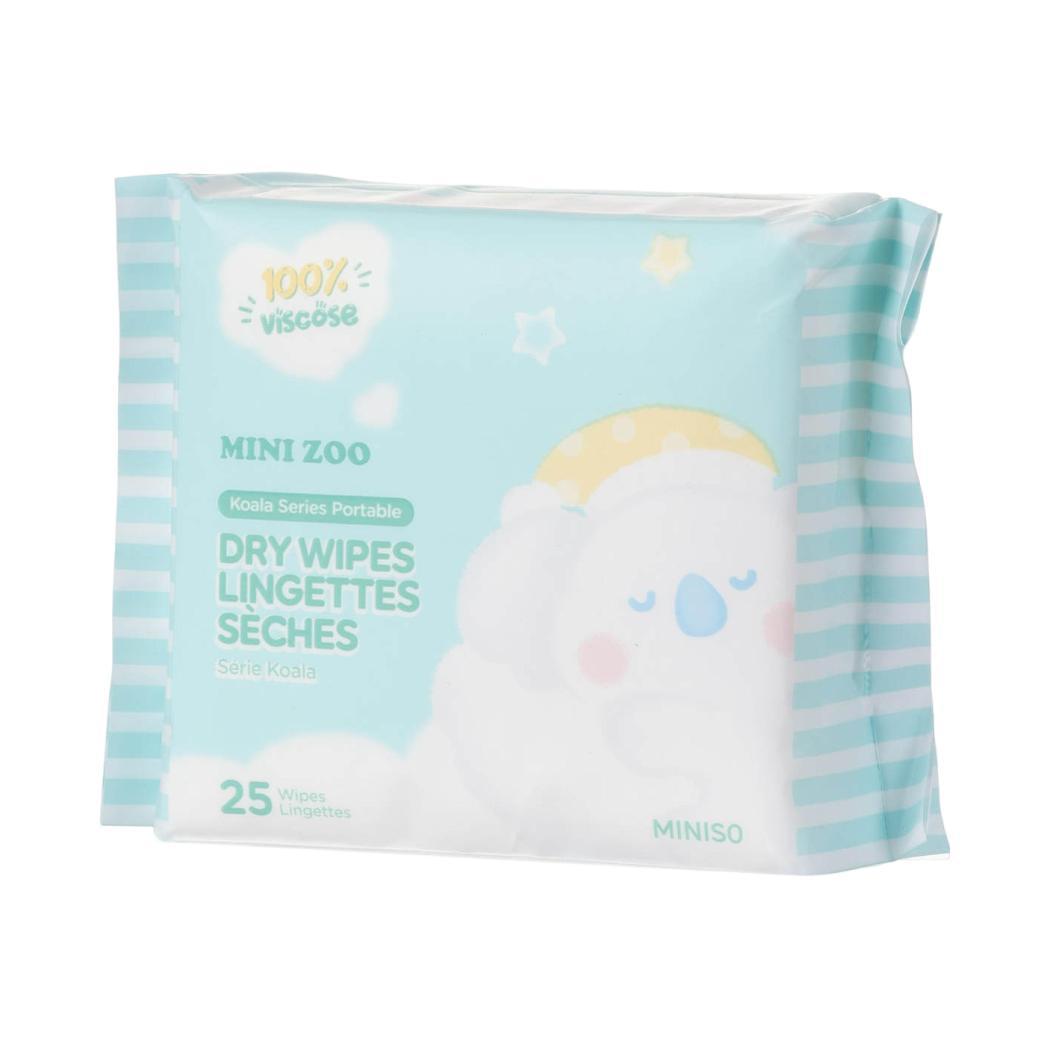 100%
viscose
MINI ZOO
Koala Series Portable
DRY WIPES
LINGETTES
SÈCHES
Série Koala
25 Wipes
Lingettes
MINISO